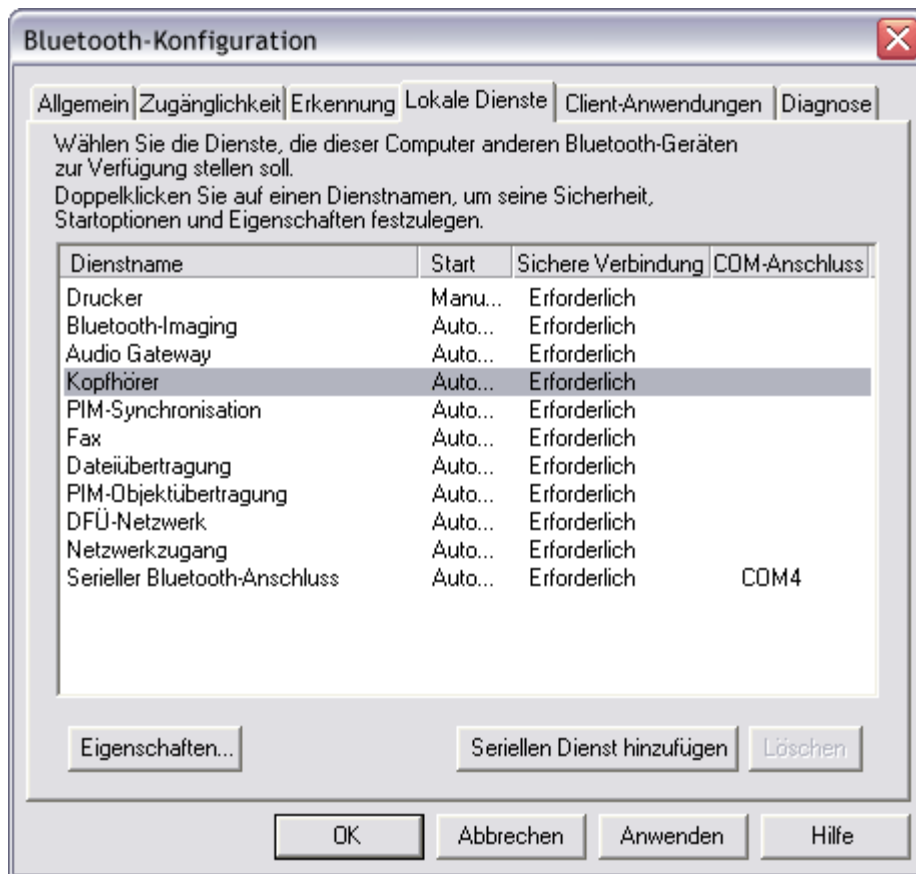 Bluetooth-Konfiguration
Allgemein Zugänglichkeit Erkennung Lokale Dienste Client-Anwendungen Diagnose
Wählen Sie die Dienste, die dieser Computer anderen Bluetooth-Geräten
zur Verfügung stellen soll.
Doppelklicken Sie auf einen Dienstnamen, um seine Sicherheit,
Startoptionen und Eigenschaften festzulegen.
Dienstname Start Sichere Verbindung COM-Anschluss
Drucker Manu... Erforderlich
Bluetooth-Imaging Auto... Erforderlich
Audio Gateway Auto... Erforderlich
Kopfhörer Auto... Erforderlich
PIM-Synchronisation Auto... Erforderlich
Fax Auto... Erforderlich
Dateiübertragung Auto... Erforderlich
PIM-Objektübertragung Auto... Erforderlich
DFÜ-Netzwerk Auto... Erforderlich
Netzwerkzugang Auto... Erforderlich
Serieller Bluetooth-Anschluss Auto... Erforderlich COM4
Eigenschaften... Seriellen Dienst hinzufügen Löschen
OK Abbrechen Anwenden Hilfe